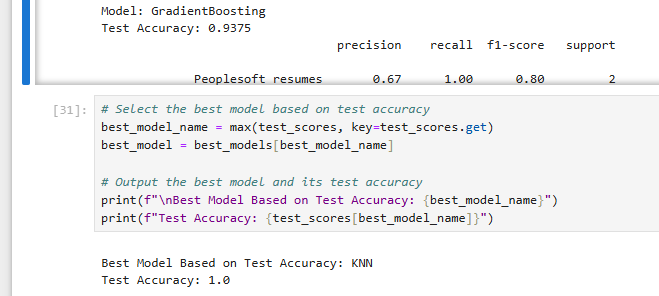 Model: GradientBoosting
Test Accuracy: 0.9375
precision recall f1-score support
Peoplesoft resumes 0.67 1.00 0.80 2
[31]: # Select the best model based on test accuracy
best_model_name = max(test_scores, key=test_scores.get)
best_model = best_models[best_model_name]
# Output the best model and its test accuracy
print(f"\nBest Model Based on Test Accuracy: {best_model_name}")
print(f"Test Accuracy: {test_scores[best_model_name]}")
Best Model Based on Test Accuracy: KNN
Test Accuracy: 1.0